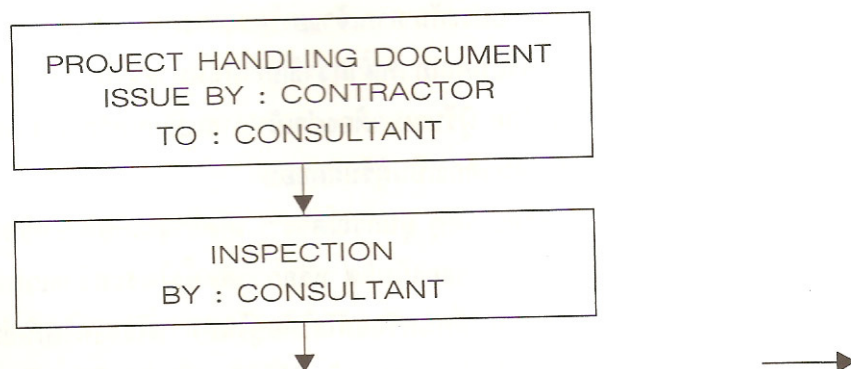 PROJECT HANDLING DOCUMENT
ISSUE BY : CONTRACTOR
TO : CONSULTANT
INSPECTION
BY : CONSULTANT